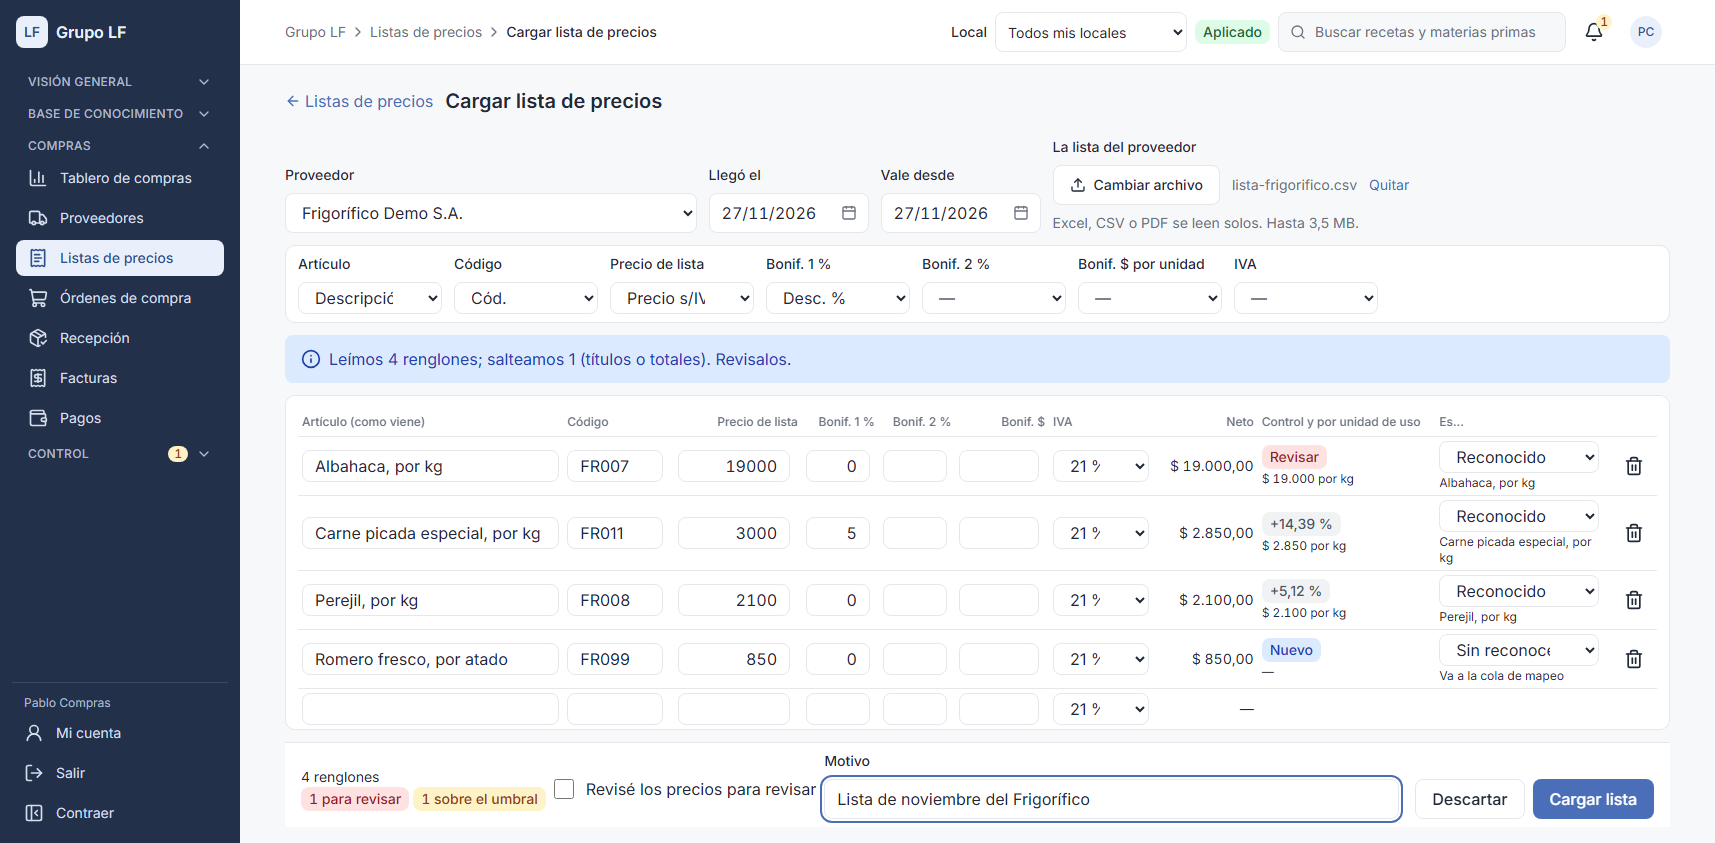 LF Grupo LF
VISIÓN GENERAL
BASE DE CONOCIMIENTO
COMPRAS
Tablero de compras
Proveedores
Listas de precios
Órdenes de compra
Recepción
Facturas
Pagos
CONTROL 1
Pablo Compras
Mi cuenta
Salir
Contraer
Grupo LF > Listas de precios > Cargar lista de precios
Local Todos mis locales Aplicado Buscar recetas y materias primas 1 PC
← Listas de precios Cargar lista de precios
Proveedor Llegó el Vale desde La lista del proveedor
Frigorífico Demo S.A. 27/11/2026 27/11/2026 Cambiar archivo lista-frigorifico.csv Quitar
Excel, CSV o PDF se leen solos. Hasta 3,5 MB.
Artículo Código Precio de lista Bonif. 1 % Bonif. 2 % Bonif. $ por unidad IVA
Descripció Cód. Precio s/IV Desc. % — — —
Leímos 4 renglones; salteamos 1 (títulos o totales). Revisalos.
Artículo (como viene) Código Precio de lista Bonif. 1 % Bonif. 2 % Bonif. $ IVA Neto Control y por unidad de uso Es...
Albahaca, por kg FR007 19000 0 21 % $ 19.000,00 Revisar Reconocido
$ 19.000 por kg Albahaca, por kg
Carne picada especial, por kg FR011 3000 5 21 % $ 2.850,00 +14,39 % Reconocido
$ 2.850 por kg Carne picada especial, por
kg
Perejil, por kg FR008 2100 0 21 % $ 2.100,00 +5,12 % Reconocido
$ 2.100 por kg Perejil, por kg
Romero fresco, por atado FR099 850 0 21 % $ 850,00 Nuevo Sin reconoce
— Va a la cola de mapeo
21 % —
4 renglones
1 para revisar 1 sobre el umbral Revisé los precios para revisar
Motivo
Lista de noviembre del Frigorífico
Descartar Cargar lista